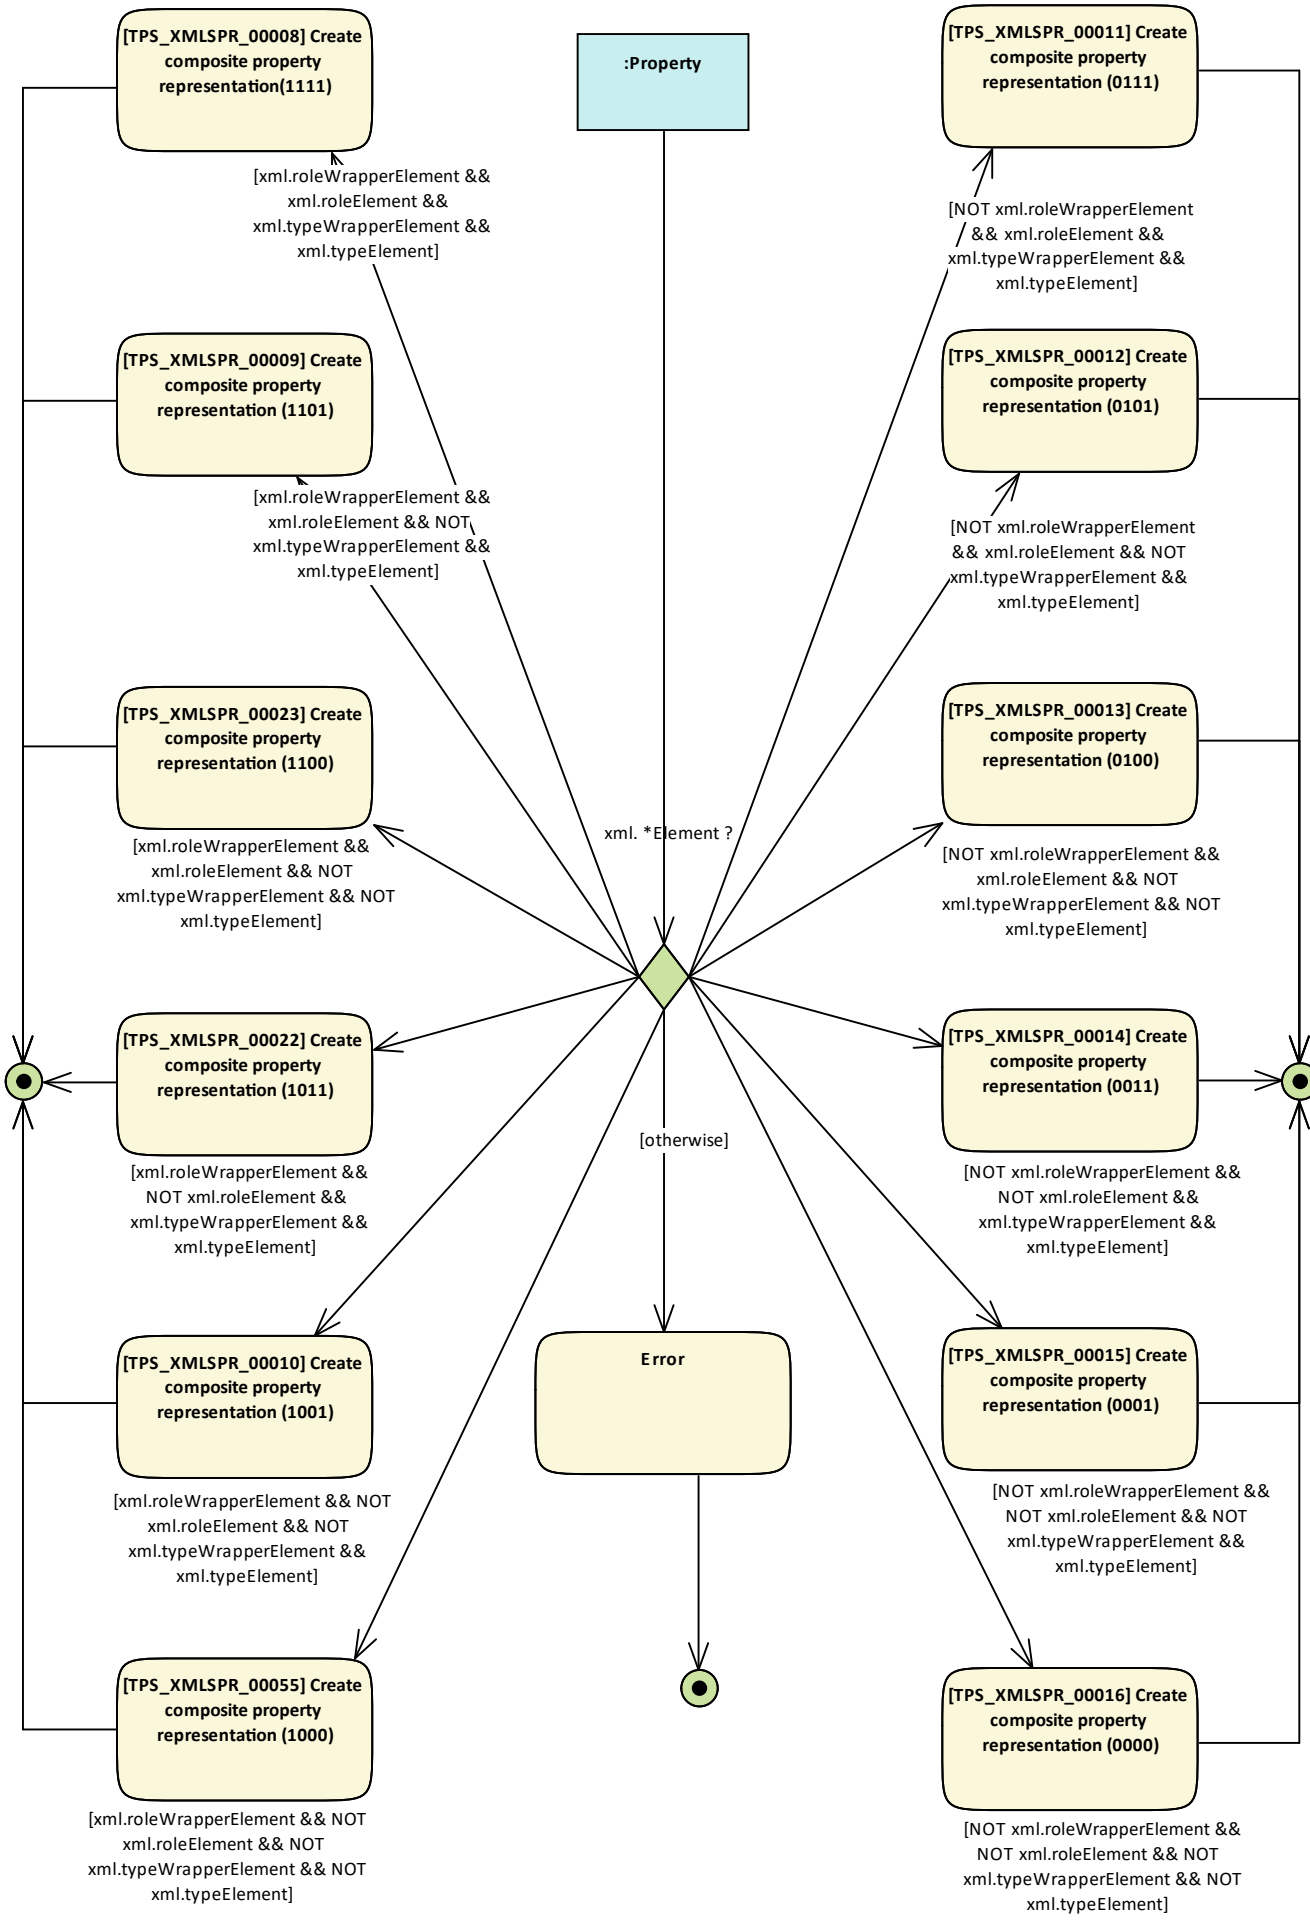 [TPS_XMLSPR_00008] Create
composite property
representation(1111)
:Property
[TPS_XMLSPR_00011] Create
composite property
representation (0111)
[xml.roleWrapperElement &&
xml.roleElement &&
xml.typeWrapperElement &&
xml.typeElement]
[NOT xml.roleWrapperElement
&& xml.roleElement &&
xml.typeWrapperElement &&
xml.typeElement]
[TPS_XMLSPR_00009] Create
composite property
representation (1101)
[TPS_XMLSPR_00012] Create
composite property
representation (0101)
[xml.roleWrapperElement &&
xml.roleElement && NOT
xml.typeWrapperElement &&
xml.typeElement]
[NOT xml.roleWrapperElement
&& xml.roleElement && NOT
xml.typeWrapperElement &&
xml.typeElement]
[TPS_XMLSPR_00023] Create
composite property
representation (1100)
[TPS_XMLSPR_00013] Create
composite property
representation (0100)
xml. *Element ?
[xml.roleWrapperElement &&
xml.roleElement && NOT
xml.typeWrapperElement && NOT
xml.typeElement]
[NOT xml.roleWrapperElement &&
xml.roleElement && NOT
xml.typeWrapperElement && NOT
xml.typeElement]
[TPS_XMLSPR_00022] Create
composite property
representation (1011)
[TPS_XMLSPR_00014] Create
composite property
representation (0011)
[otherwise]
[xml.roleWrapperElement &&
NOT xml.roleElement &&
xml.typeWrapperElement &&
xml.typeElement]
[NOT xml.roleWrapperElement &&
NOT xml.roleElement &&
xml.typeWrapperElement &&
xml.typeElement]
[TPS_XMLSPR_00010] Create
composite property
representation (1001)
Error
[TPS_XMLSPR_00015] Create
composite property
representation (0001)
[xml.roleWrapperElement && NOT
xml.roleElement && NOT
xml.typeWrapperElement &&
xml.typeElement]
[NOT xml.roleWrapperElement &&
NOT xml.roleElement && NOT
xml.typeWrapperElement &&
xml.typeElement]
[TPS_XMLSPR_00055] Create
composite property
representation (1000)
[TPS_XMLSPR_00016] Create
composite property
representation (0000)
[xml.roleWrapperElement && NOT
xml.roleElement && NOT
xml.typeWrapperElement && NOT
xml.typeElement]
[NOT xml.roleWrapperElement &&
NOT xml.roleElement && NOT
xml.typeWrapperElement && NOT
xml.typeElement]